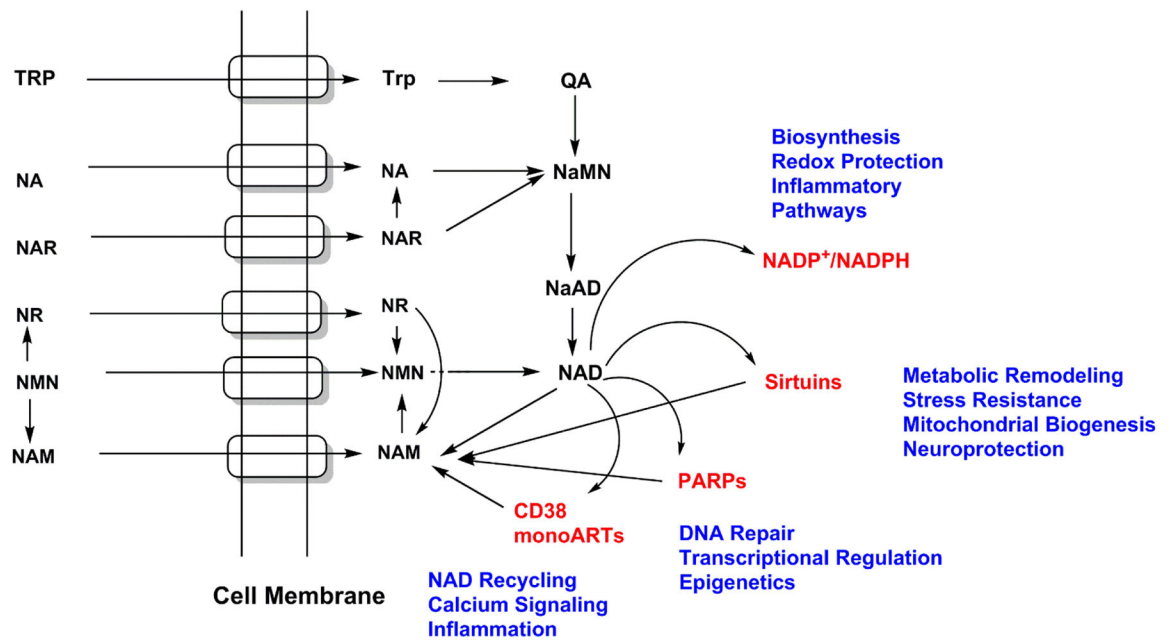 TRP
Trp
QA
Biosynthesis
Redox Protection
Inflammatory
Pathways
NA
NA
NaMN
NAR
NAR
NADP+/NADPH
NaAD
NR
NR
NMN
NMN
NAD
Sirtuins
Metabolic Remodeling
Stress Resistance
Mitochondrial Biogenesis
Neuroprotection
NAM
NAM
PARPs
CD38
monoARTs
DNA Repair
Transcriptional Regulation
Epigenetics
Cell Membrane
NAD Recycling
Calcium Signaling
Inflammation